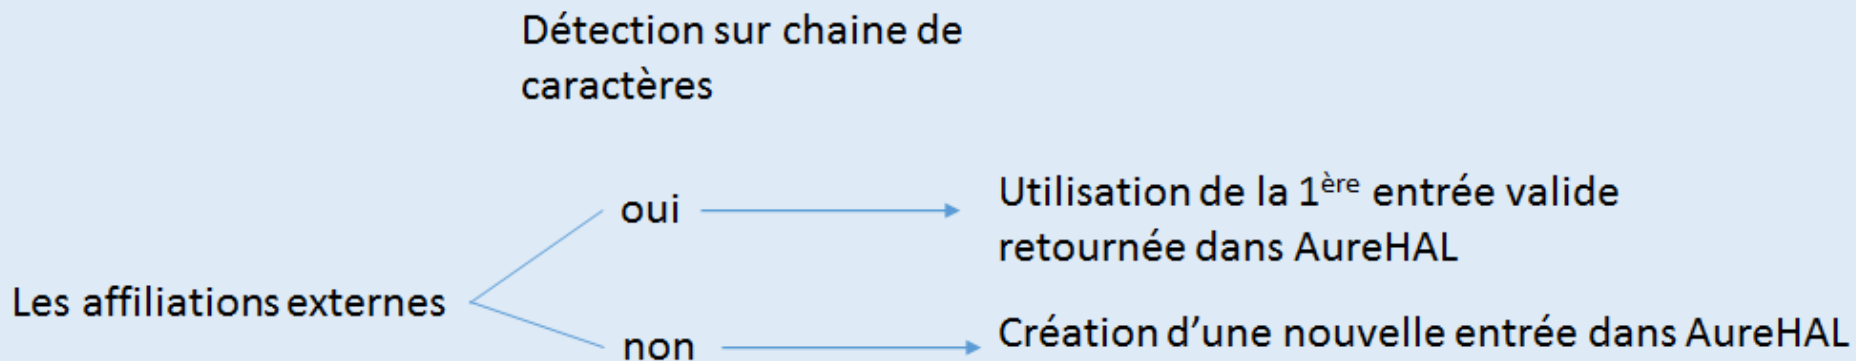 Détection sur chaine de
caractères
oui
Utilisation de la 1ère entrée valide
retournée dans AureHAL
Les affiliations externes
non
Création d’une nouvelle entrée dans AureHAL